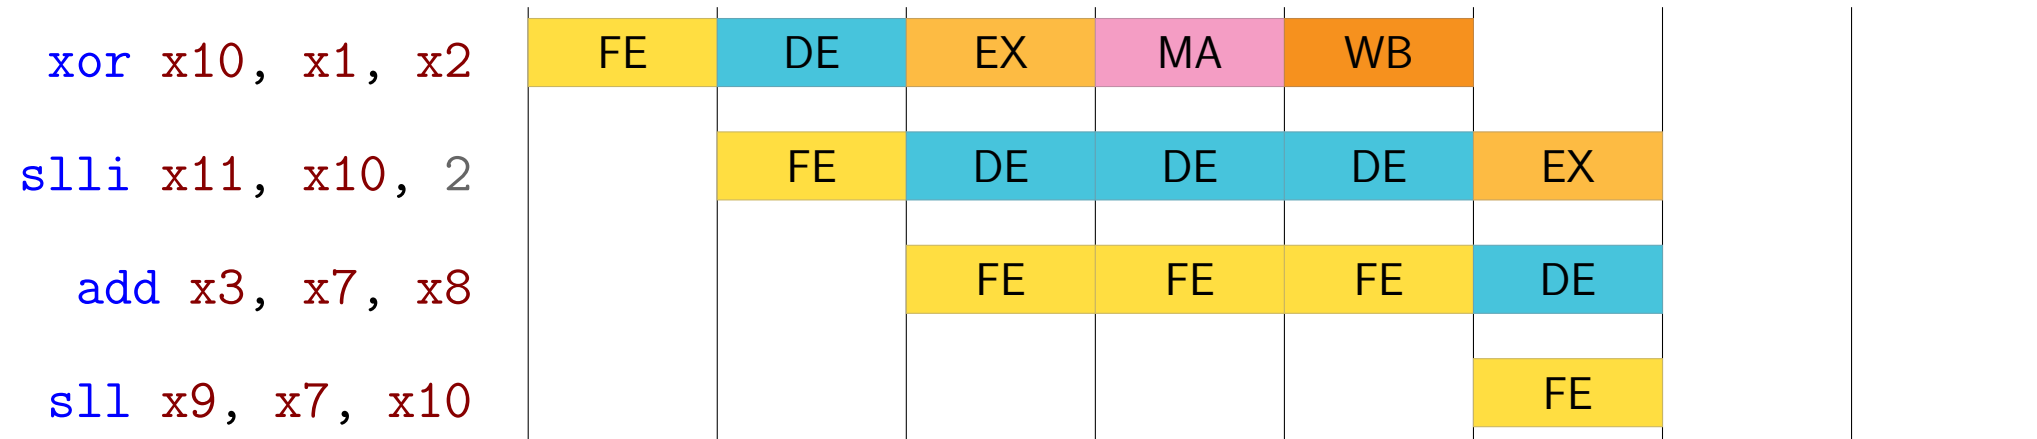 xor x10, x1, x2 FE DE EX MA WB
slli x11, x10, 2 FE DE DE DE EX
add x3, x7, x8 FE FE FE DE
sll x9, x7, x10 FE